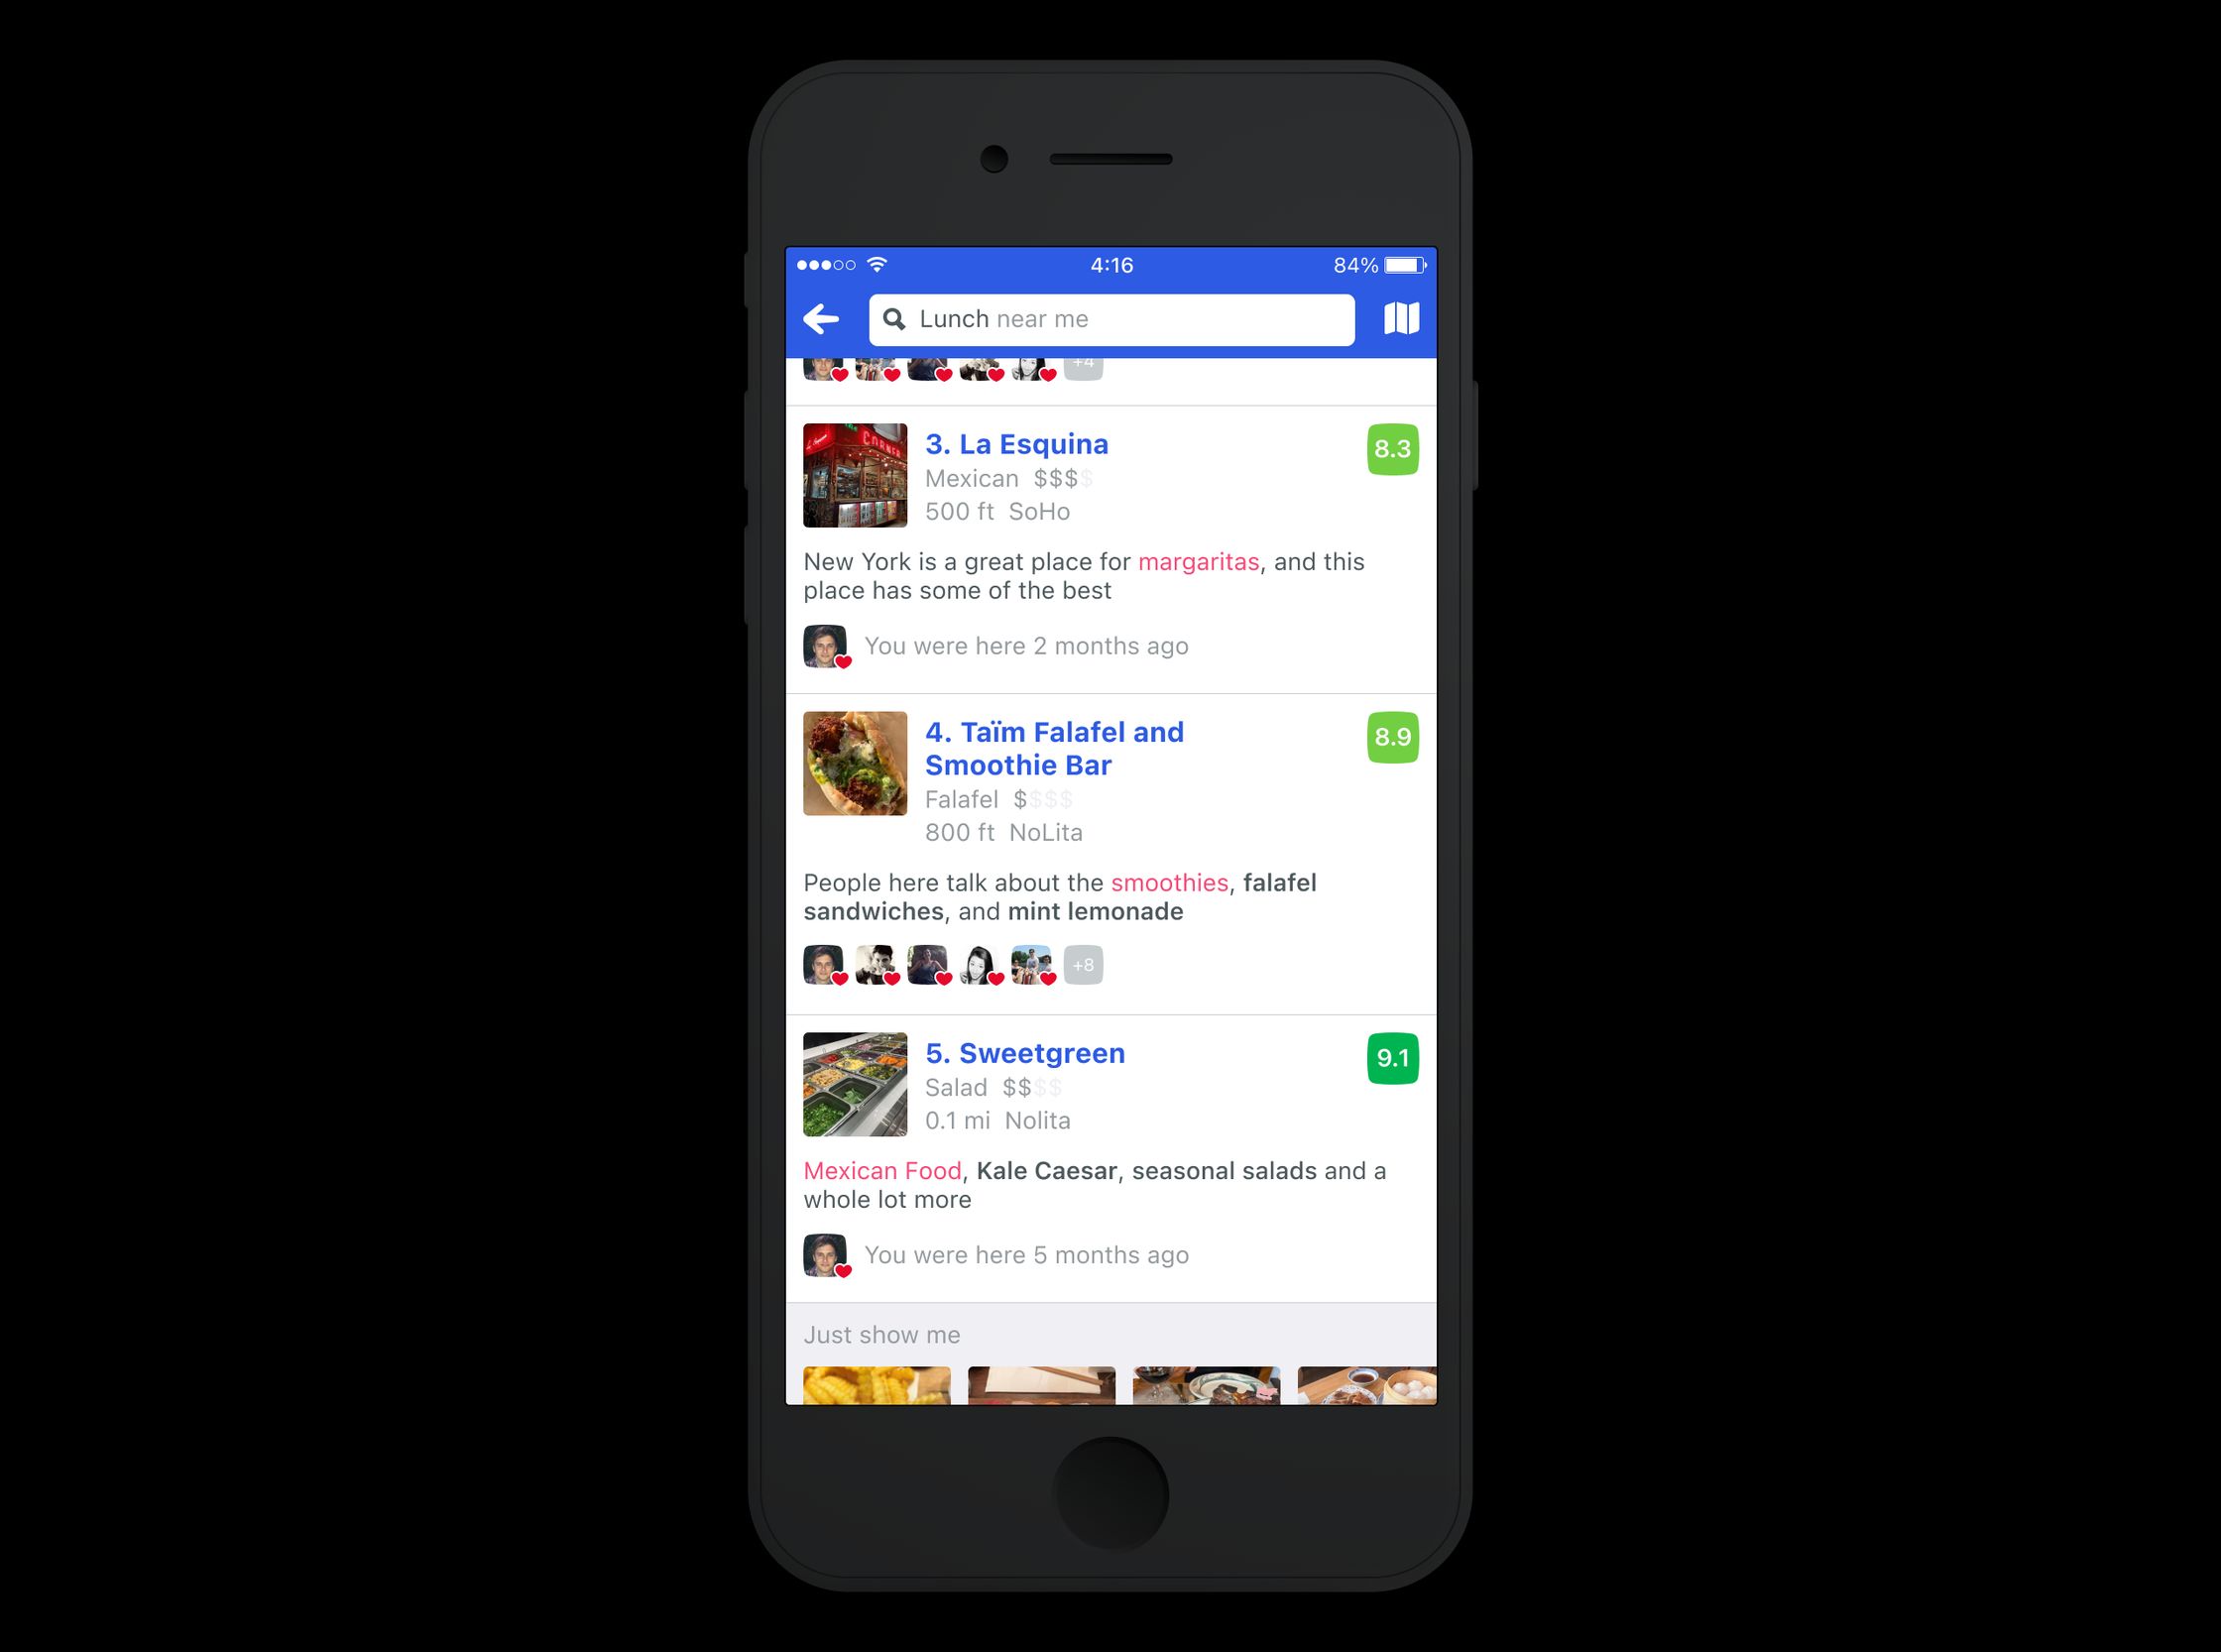 4:16
84%
Lunch near me
+4
3. La Esquina
8.3
Mexican $$$$
500 ft SoHo
New York is a great place for margaritas, and this
place has some of the best
You were here 2 months ago
4. Taïm Falafel and
Smoothie Bar
8.9
Falafel $$$$
800 ft NoLita
People here talk about the smoothies, falafel
sandwiches, and mint lemonade
+8
5. Sweetgreen
9.1
Salad $$$$
0.1 mi Nolita
Mexican Food, Kale Caesar, seasonal salads and a
whole lot more
You were here 5 months ago
Just show me